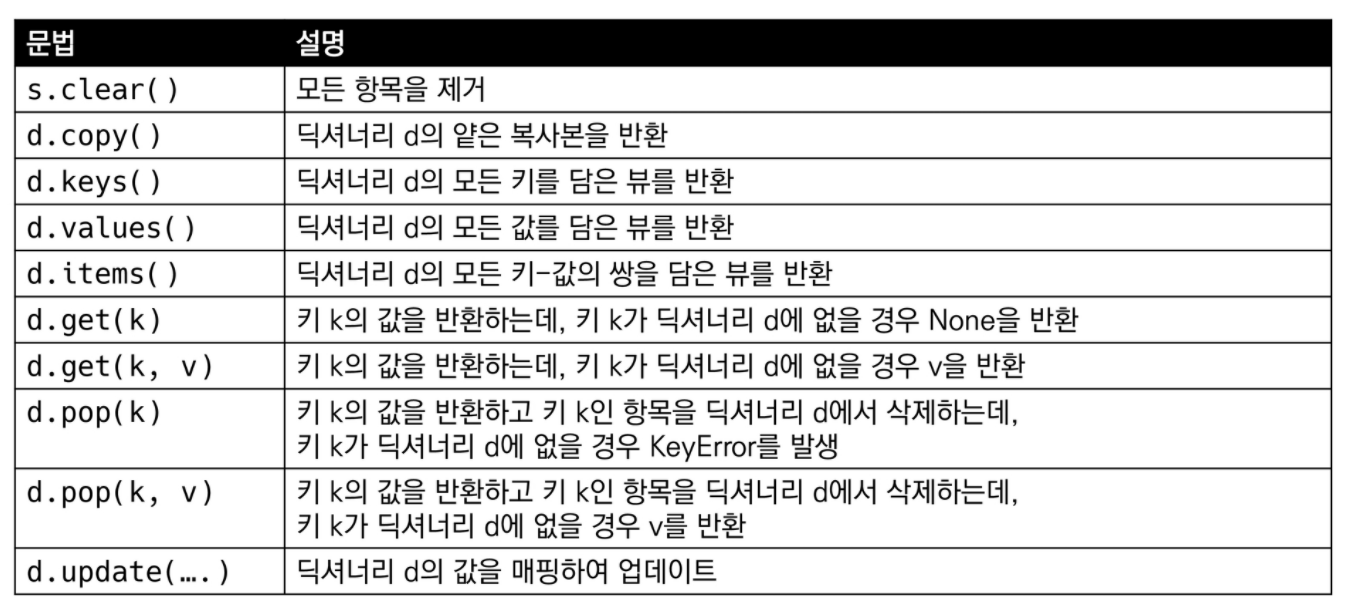 문법 설명
s.clear() 모든 항목을 제거
d.copy() 딕셔너리 d의 얕은 복사본을 반환
d.keys() 딕셔너리 d의 모든 키를 담은 뷰를 반환
d.values() 딕셔너리 d의 모든 값를 담은 뷰를 반환
d.items() 딕셔너리 d의 모든 키-값의 쌍을 담은 뷰를 반환
d.get(k) 키 k의 값을 반환하는데, 키 k가 딕셔너리 d에 없을 경우 None을 반환
d.get(k, v) 키 k의 값을 반환하는데, 키 k가 딕셔너리 d에 없을 경우 v을 반환
d.pop(k) 키 k의 값을 반환하고 키 k인 항목을 딕셔너리 d에서 삭제하는데,
키 k가 딕셔너리 d에 없을 경우 KeyError를 발생
d.pop(k, v) 키 k의 값을 반환하고 키 k인 항목을 딕셔너리 d에서 삭제하는데,
키 k가 딕셔너리 d에 없을 경우 v를 반환
d.update(….) 딕셔너리 d의 값을 매핑하여 업데이트